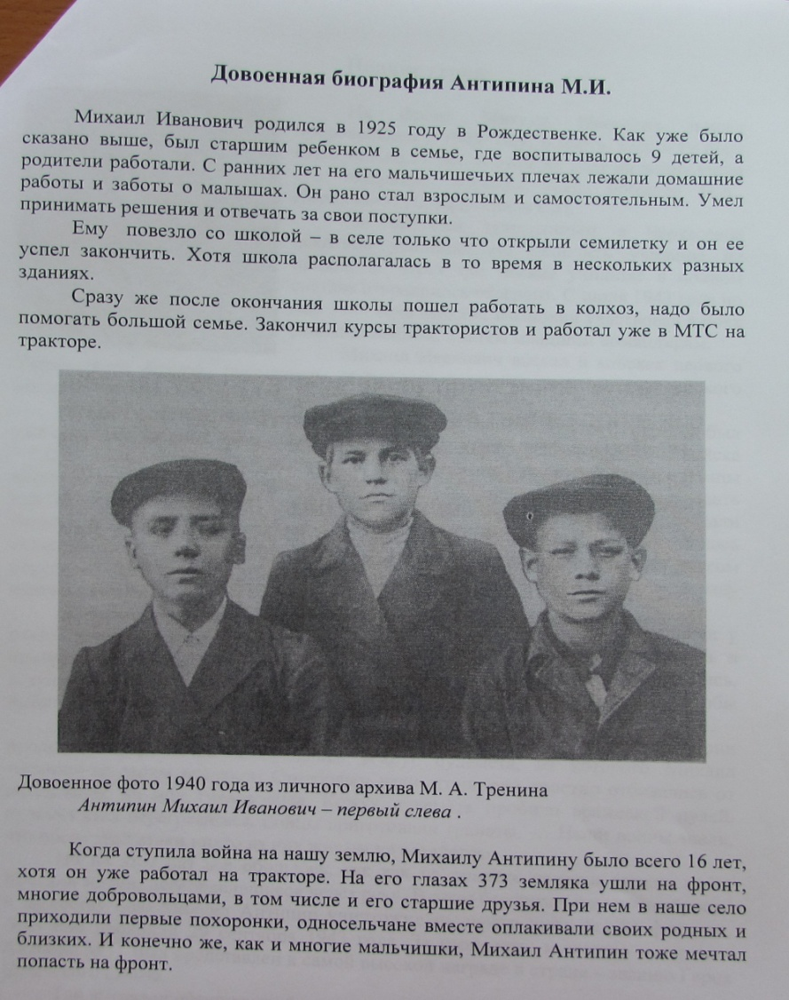 Довоенная биография Антипина М.И.
Михаил Иванович родился в 1925 году в Рождественке. Как уже было
сказано выше, был старшим ребенком в семье, где воспитывалось 9 детей, а
родители работали. С ранних лет на его мальчишечьих плечах лежали домашние
работы и заботы о малышах. Он рано стал взрослым и самостоятельным. Умел
принимать решения и отвечать за свои поступки.
Ему повезло со школой – в селе только что открыли семилетку и он ее
успел закончить. Хотя школа располагалась в то время в нескольких разных
зданиях.
Сразу же после окончания школы пошел работать в колхоз, надо было
помогать большой семье. Закончил курсы трактористов и работал уже в МТС на
тракторе.
Довоенное фото 1940 года из личного архива М. А. Тренина
Антипин Михаил Иванович – первый слева .
Когда ступила война на нашу землю, Михаилу Антипину было всего 16 лет,
хотя он уже работал на тракторе. На его глазах 373 земляка ушли на фронт,
многие добровольцами, в том числе и его старшие друзья. При нем в наше село
приходили первые похоронки, односельчане вместе оплакивали своих родных и
близких. И конечно же, как и многие мальчишки, Михаил Антипин тоже мечтал
попасть на фронт.